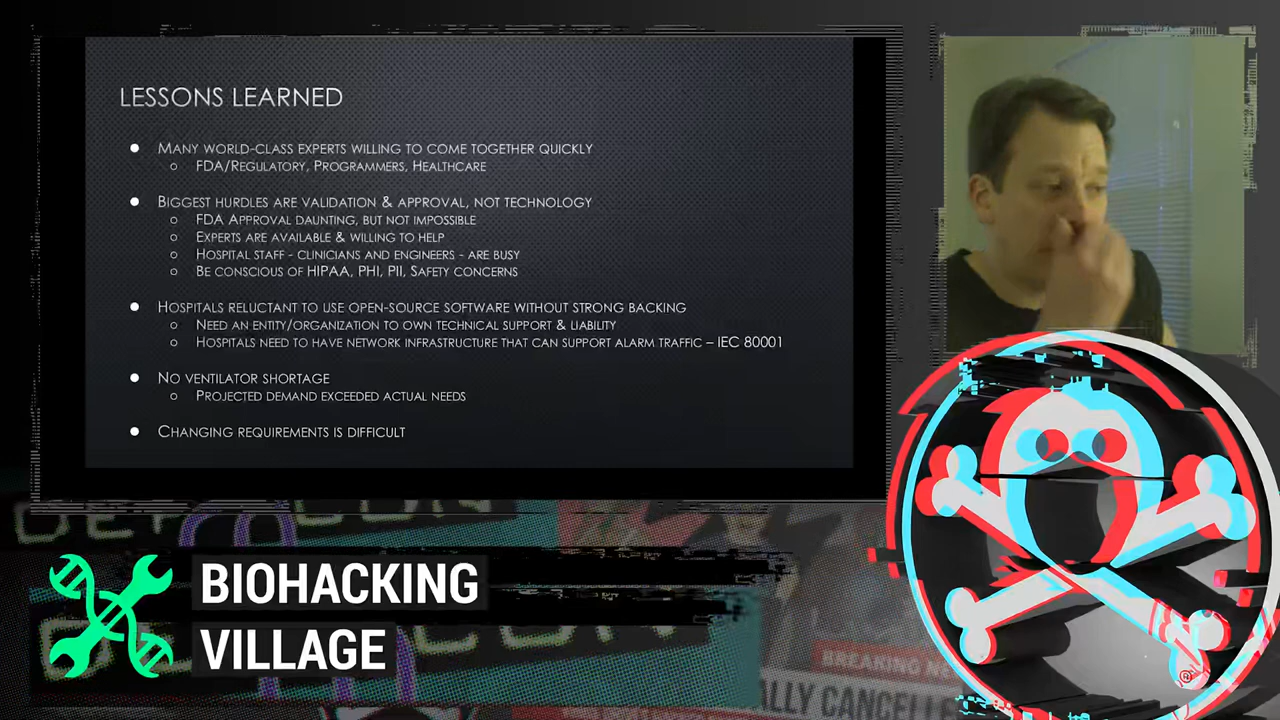 LESSONS LEARNED
MANY WORLD-CLASS EXPERTS WILLING TO COME TOGETHER QUICKLY
FDA/REGULATORY, PROGRAMMERS, HEALTHCARE
BIGGEST HURDLES ARE VALIDATION & APPROVAL, NOT TECHNOLOGY
FDA APPROVAL DAUNTING, BUT NOT IMPOSSIBLE
EXPERTS ARE AVAILABLE & WILLING TO HELP
HOSPITAL STAFF - CLINICIANS AND ENGINEERS - ARE BUSY
BE CONSCIOUS OF HIPAA, PHI, PII, SAFETY CONCERNS
HOSPITALS RELUCTANT TO USE OPEN-SOURCE SOFTWARE WITHOUT STRONG BACKING
NEED AN ENTITY/ORGANIZATION TO OWN TECHNICAL SUPPORT & LIABILITY
HOSPITALS NEED TO HAVE NETWORK INFRASTRUCTURE THAT CAN SUPPORT ALARM TRAFFIC – IEC 80001
NO VENTILATOR SHORTAGE
PROJECTED DEMAND EXCEEDED ACTUAL
CHANGING REQUIREMENTS IS DIFFICULT
BIOHACKING
VILLAGE
BREAKING
CANCELLE
®